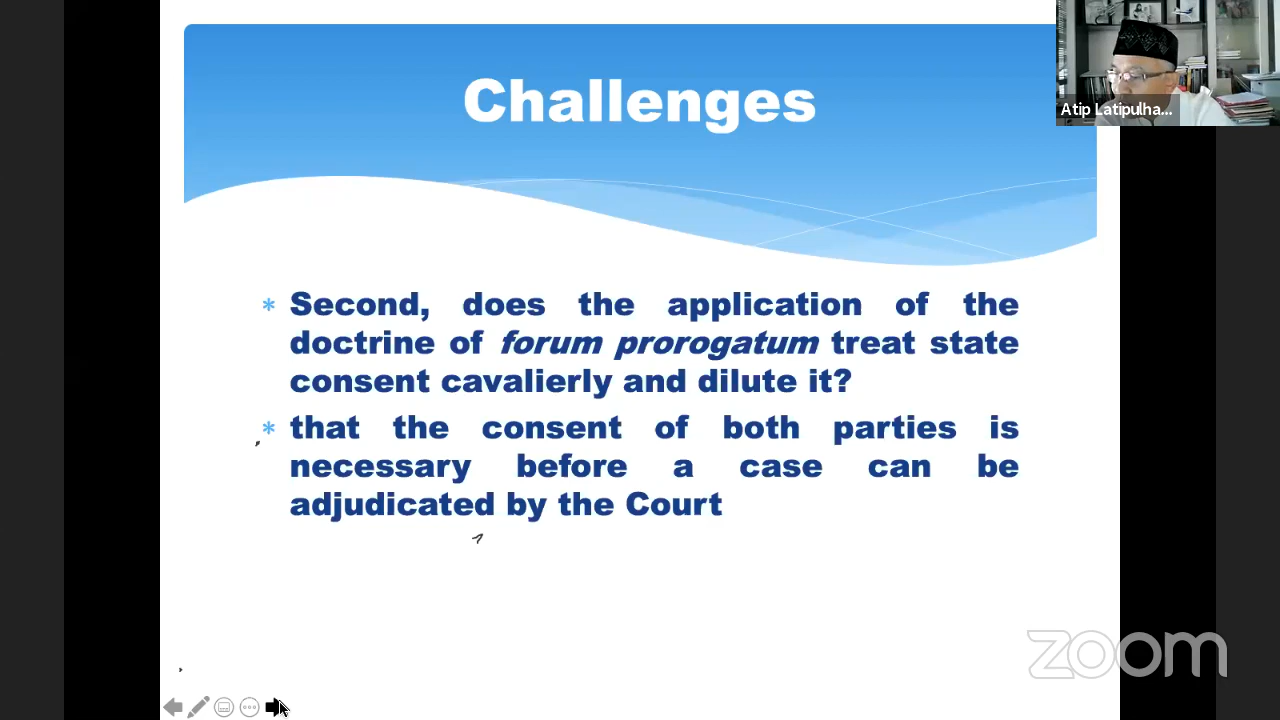 Challenges
Atip Latipulha...
* Second, does the application of the
doctrine of forum prorogatum treat state
consent cavalierly and dilute it?
* that the consent of both parties is
necessary before a case can be
adjudicated by the Court
zoom